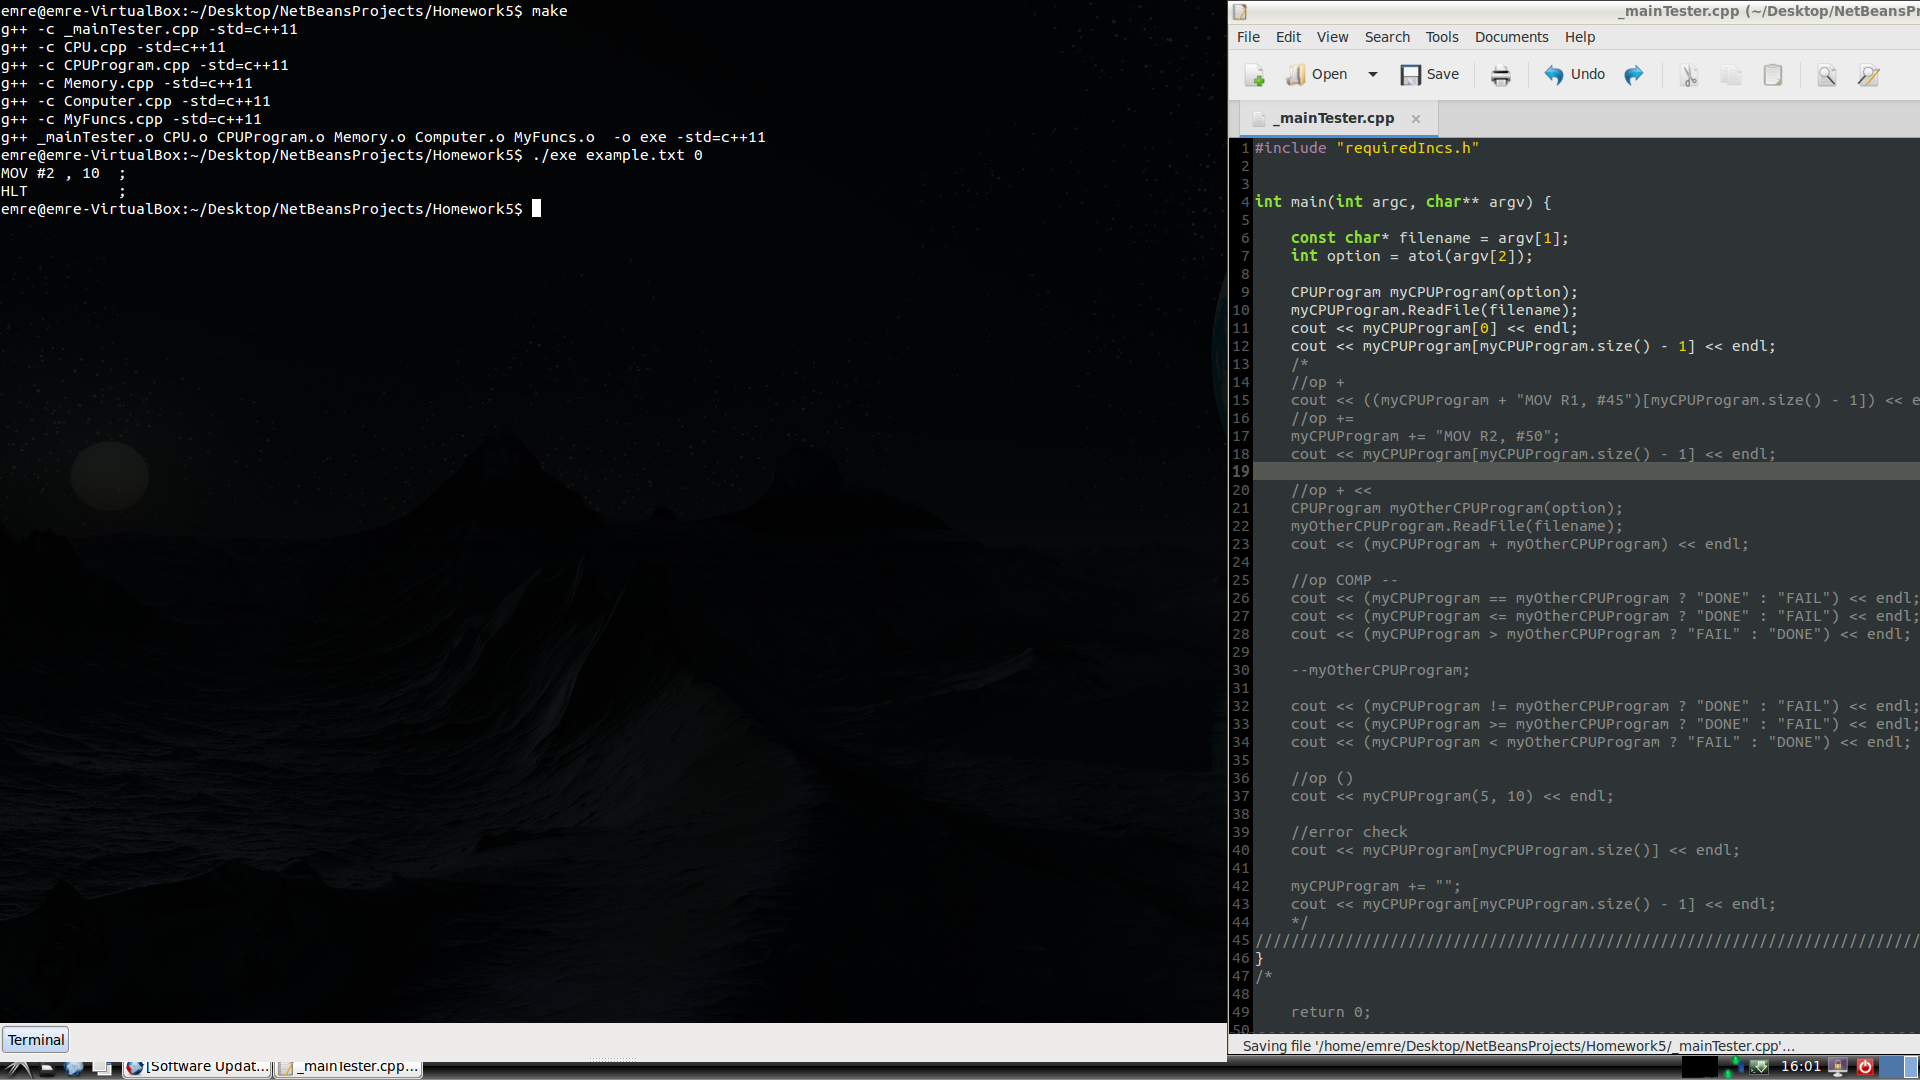 emre@emre-VirtualBox:~/Desktop/NetBeansProjects/Homework5$ make
g++ -c _mainTester.cpp -std=c++11
g++ -c CPU.cpp -std=c++11
g++ -c CPUProgram.cpp -std=c++11
g++ -c Memory.cpp -std=c++11
g++ -c Computer.cpp -std=c++11
g++ -c MyFuncs.cpp -std=c++11
g++ _mainTester.o CPU.o CPUProgram.o Memory.o Computer.o MyFuncs.o  -o exe -std=c++11
emre@emre-VirtualBox:~/Desktop/NetBeansProjects/Homework5$ ./exe example.txt 0
MOV #2 , 10  ;
HLT          ;
emre@emre-VirtualBox:~/Desktop/NetBeansProjects/Homework5$
Terminal
_mainTester.cpp (~/Desktop/NetBeansPr
File Edit View Search Tools Documents Help
Open Save Undo
_mainTester.cpp ×
1 #include "requiredIncs.h"
2
3
4 int main(int argc, char** argv) {
5
6     const char* filename = argv[1];
7     int option = atoi(argv[2]);
8
9     CPUProgram myCPUProgram(option);
10     myCPUProgram.ReadFile(filename);
11     cout << myCPUProgram[0] << endl;
12     cout << myCPUProgram[myCPUProgram.size() - 1] << endl;
13     /*
14     //op +
15     cout << ((myCPUProgram + "MOV R1, #45")[myCPUProgram.size() - 1]) << e
16     //op +=
17     myCPUProgram += "MOV R2, #50";
18     cout << myCPUProgram[myCPUProgram.size() - 1] << endl;
19
20     //op + <<
21     CPUProgram myOtherCPUProgram(option);
22     myOtherCPUProgram.ReadFile(filename);
23     cout << (myCPUProgram + myOtherCPUProgram) << endl;
24
25     //op COMP --
26     cout << (myCPUProgram == myOtherCPUProgram ? "DONE" : "FAIL") << endl;
27     cout << (myCPUProgram <= myOtherCPUProgram ? "DONE" : "FAIL") << endl;
28     cout << (myCPUProgram > myOtherCPUProgram ? "FAIL" : "DONE") << endl;
29
30     --myOtherCPUProgram;
31
32     cout << (myCPUProgram != myOtherCPUProgram ? "DONE" : "FAIL") << endl;
33     cout << (myCPUProgram >= myOtherCPUProgram ? "DONE" : "FAIL") << endl;
34     cout << (myCPUProgram < myOtherCPUProgram ? "FAIL" : "DONE") << endl;
35
36     //op ()
37     cout << myCPUProgram(5, 10) << endl;
38
39     //error check
40     cout << myCPUProgram[myCPUProgram.size()] << endl;
41
42     myCPUProgram += "";
43     cout << myCPUProgram[myCPUProgram.size() - 1] << endl;
44     */
45 //////////////////////////////////////////////////////////////////////////
46 }
47 /*
48
49     return 0;
50
Saving file '/home/emre/Desktop/NetBeansProjects/Homework5/_mainTester.cpp'...
[Software Updat... _mainTester.cpp... 16:01